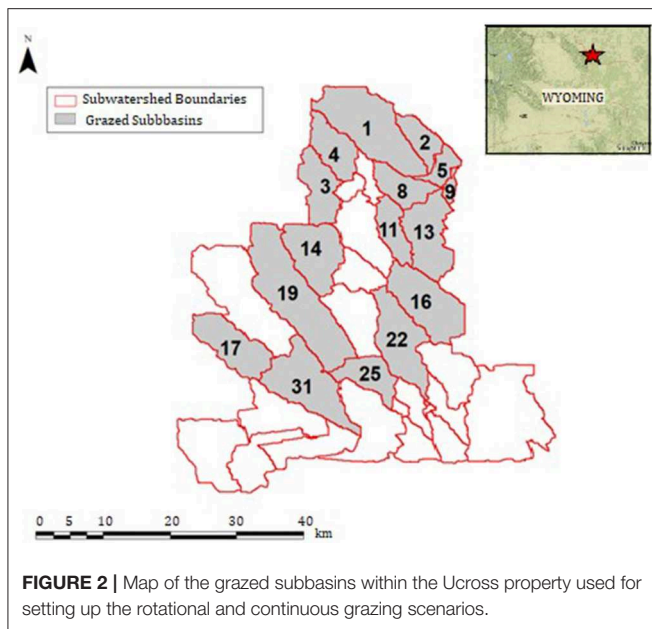 N
Subwatershed Boundaries
Grazed Subbbasins
WYOMING
1
2
4
5
3
8
9
11
13
14
19
16
22
17
25
31
0 5 10 20 30 40
km
FIGURE 2 | Map of the grazed subbasins within the Ucross property used for
setting up the rotational and continuous grazing scenarios.